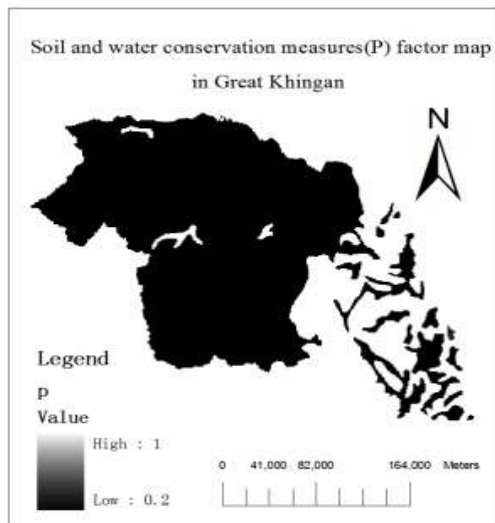 Soil and water conservation measures(P) factor map
in Great Khingan
N
Legend
P
Value
High : 1
Low : 0.2
0 41,000 82,000 164,000 Meters